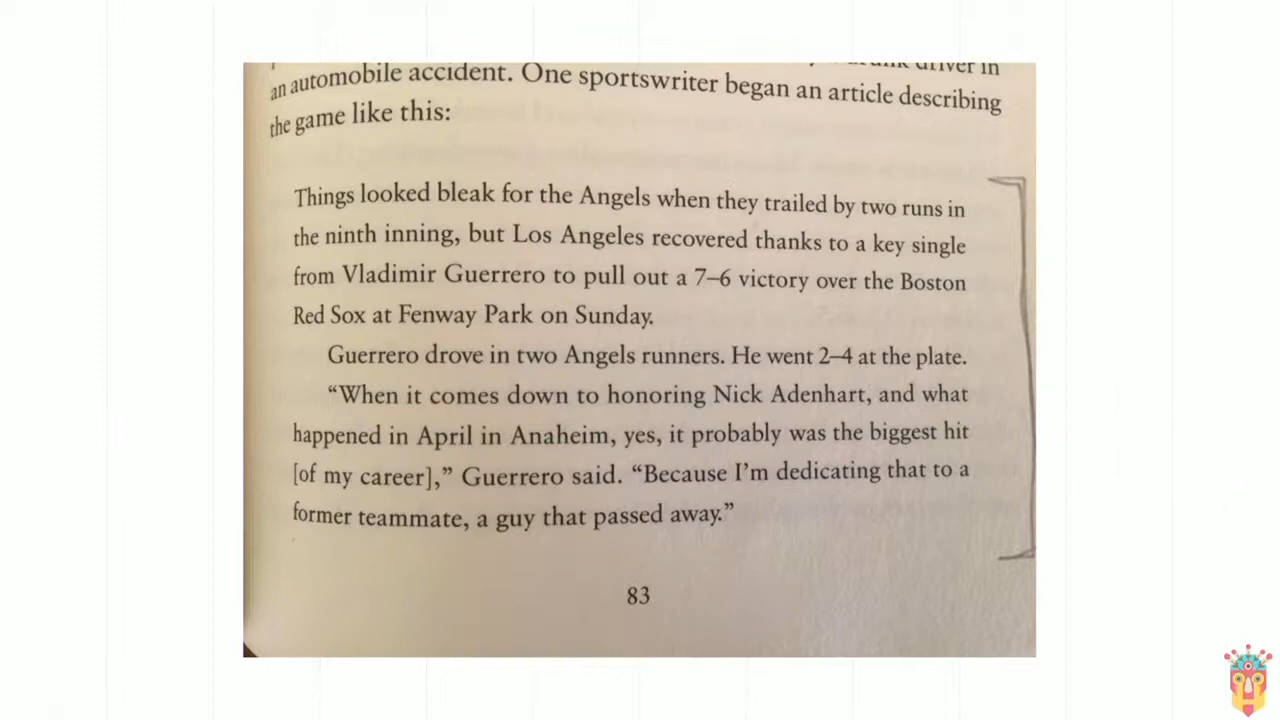 driver in
an automobile accident. One sportswriter began an article describing
the game like this:
Things looked bleak for the Angels when they trailed by two runs in
the ninth inning, but Los Angeles recovered thanks to a key single
from Vladimir Guerrero to pull out a 7–6 victory over the Boston
Red Sox at Fenway Park on Sunday.
Guerrero drove in two Angels runners. He went 2–4 at the plate.
“When it comes down to honoring Nick Adenhart, and what
happened in April in Anaheim, yes, it probably was the biggest hit
[of my career],” Guerrero said. “Because I’m dedicating that to a
former teammate, a guy that passed away.”
83